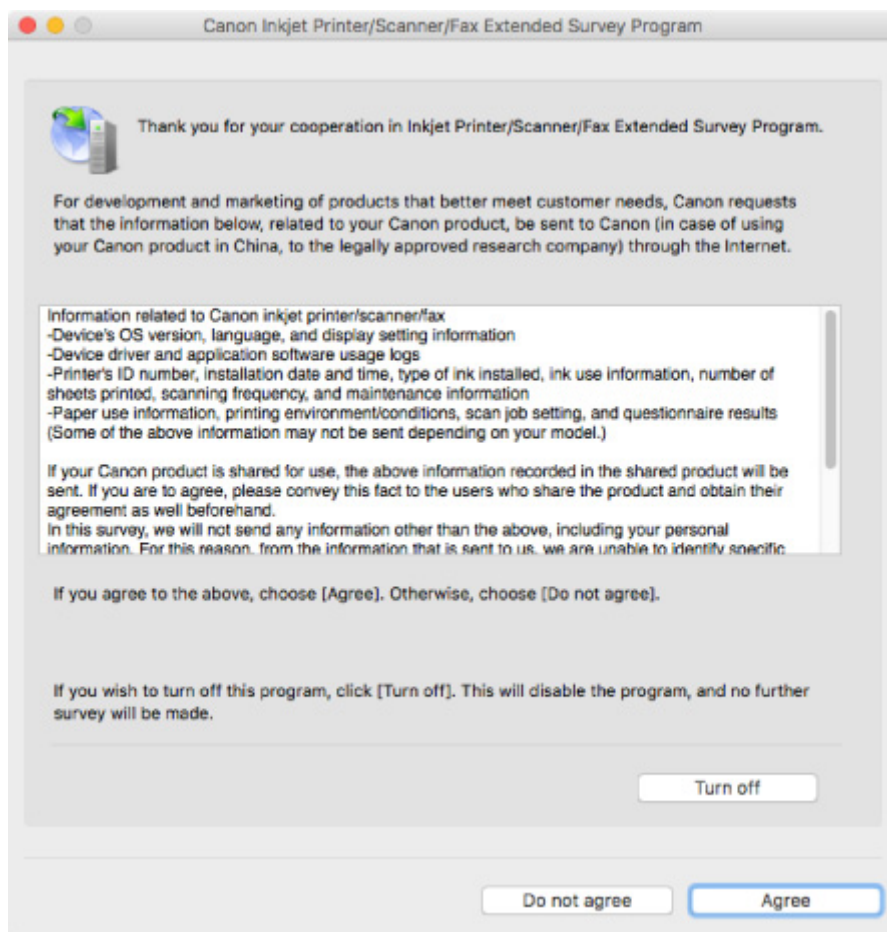 Canon Inkjet Printer/Scanner/Fax Extended Survey Program
Thank you for your cooperation in Inkjet Printer/Scanner/Fax Extended Survey Program.
For development and marketing of products that better meet customer needs, Canon requests
that the information below, related to your Canon product, be sent to Canon (in case of using
your Canon product in China, to the legally approved research company) through the Internet.
Information related to Canon inkjet printer/scanner/fax
-Device's OS version, language, and display setting information
-Device driver and application software usage logs
-Printer's ID number, installation date and time, type of ink installed, ink use information, number of
sheets printed, scanning frequency, and maintenance information
-Paper use information, printing environment/conditions, scan job setting, and questionnaire results
(Some of the above information may not be sent depending on your model.)
If your Canon product is shared for use, the above information recorded in the shared product will be
sent. If you are to agree, please convey this fact to the users who share the product and obtain their
agreement as well beforehand.
In this survey, we will not send any information other than the above, including your personal
information. For this reason, from the information that is sent to us, we are unable to identify specific
If you agree to the above, choose [Agree]. Otherwise, choose [Do not agree].
If you wish to turn off this program, click [Turn off]. This will disable the program, and no further
survey will be made.
Turn off
Do not agree
Agree